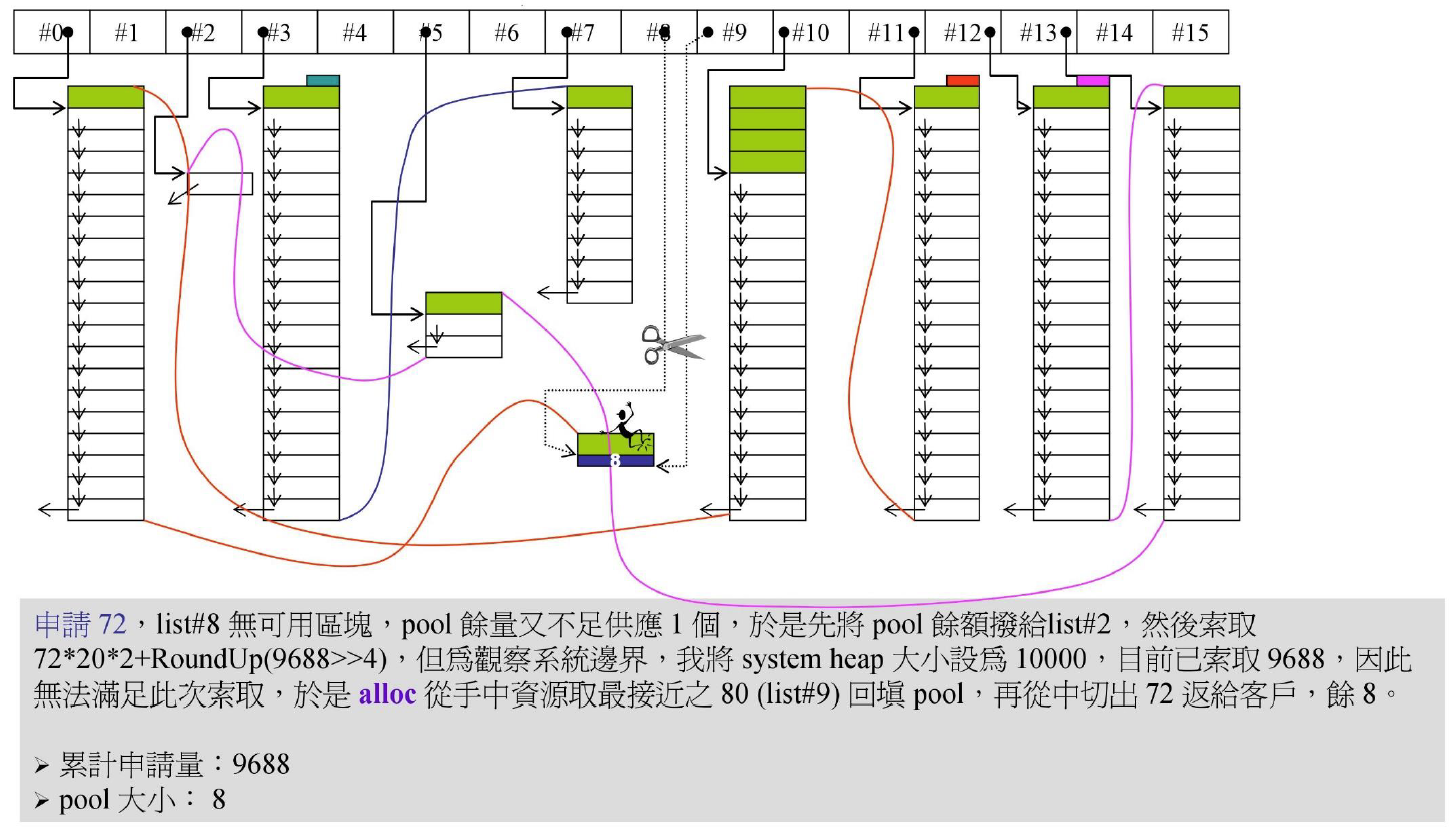 #0 #1 #2 #3 #4 #5 #6 #7 #8 #9 #10 #11 #12 #13 #14 #15
8
申請 72，list#8 無可用區塊，pool 餘量又不足供應 1 個，於是先將 pool 餘額撥給list#2，然後索取
72*20*2+RoundUp(9688>>4)，但爲觀察系統邊界，我將 system heap 大小設爲 10000，目前已索取 9688，因此
無法滿足此次索取，於是 alloc 從手中資源取最接近之 80 (list#9) 回填 pool，再從中切出 72 返給客戶，餘 8。
➢ 累計申請量：9688
➢ pool 大小： 8